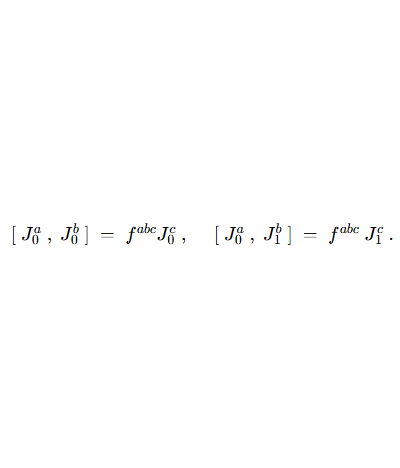 [ J_0^a , J_0^b ] = f^{abc} J_0^c , [ J_0^a , J_1^b ] = f^{abc} J_1^c .